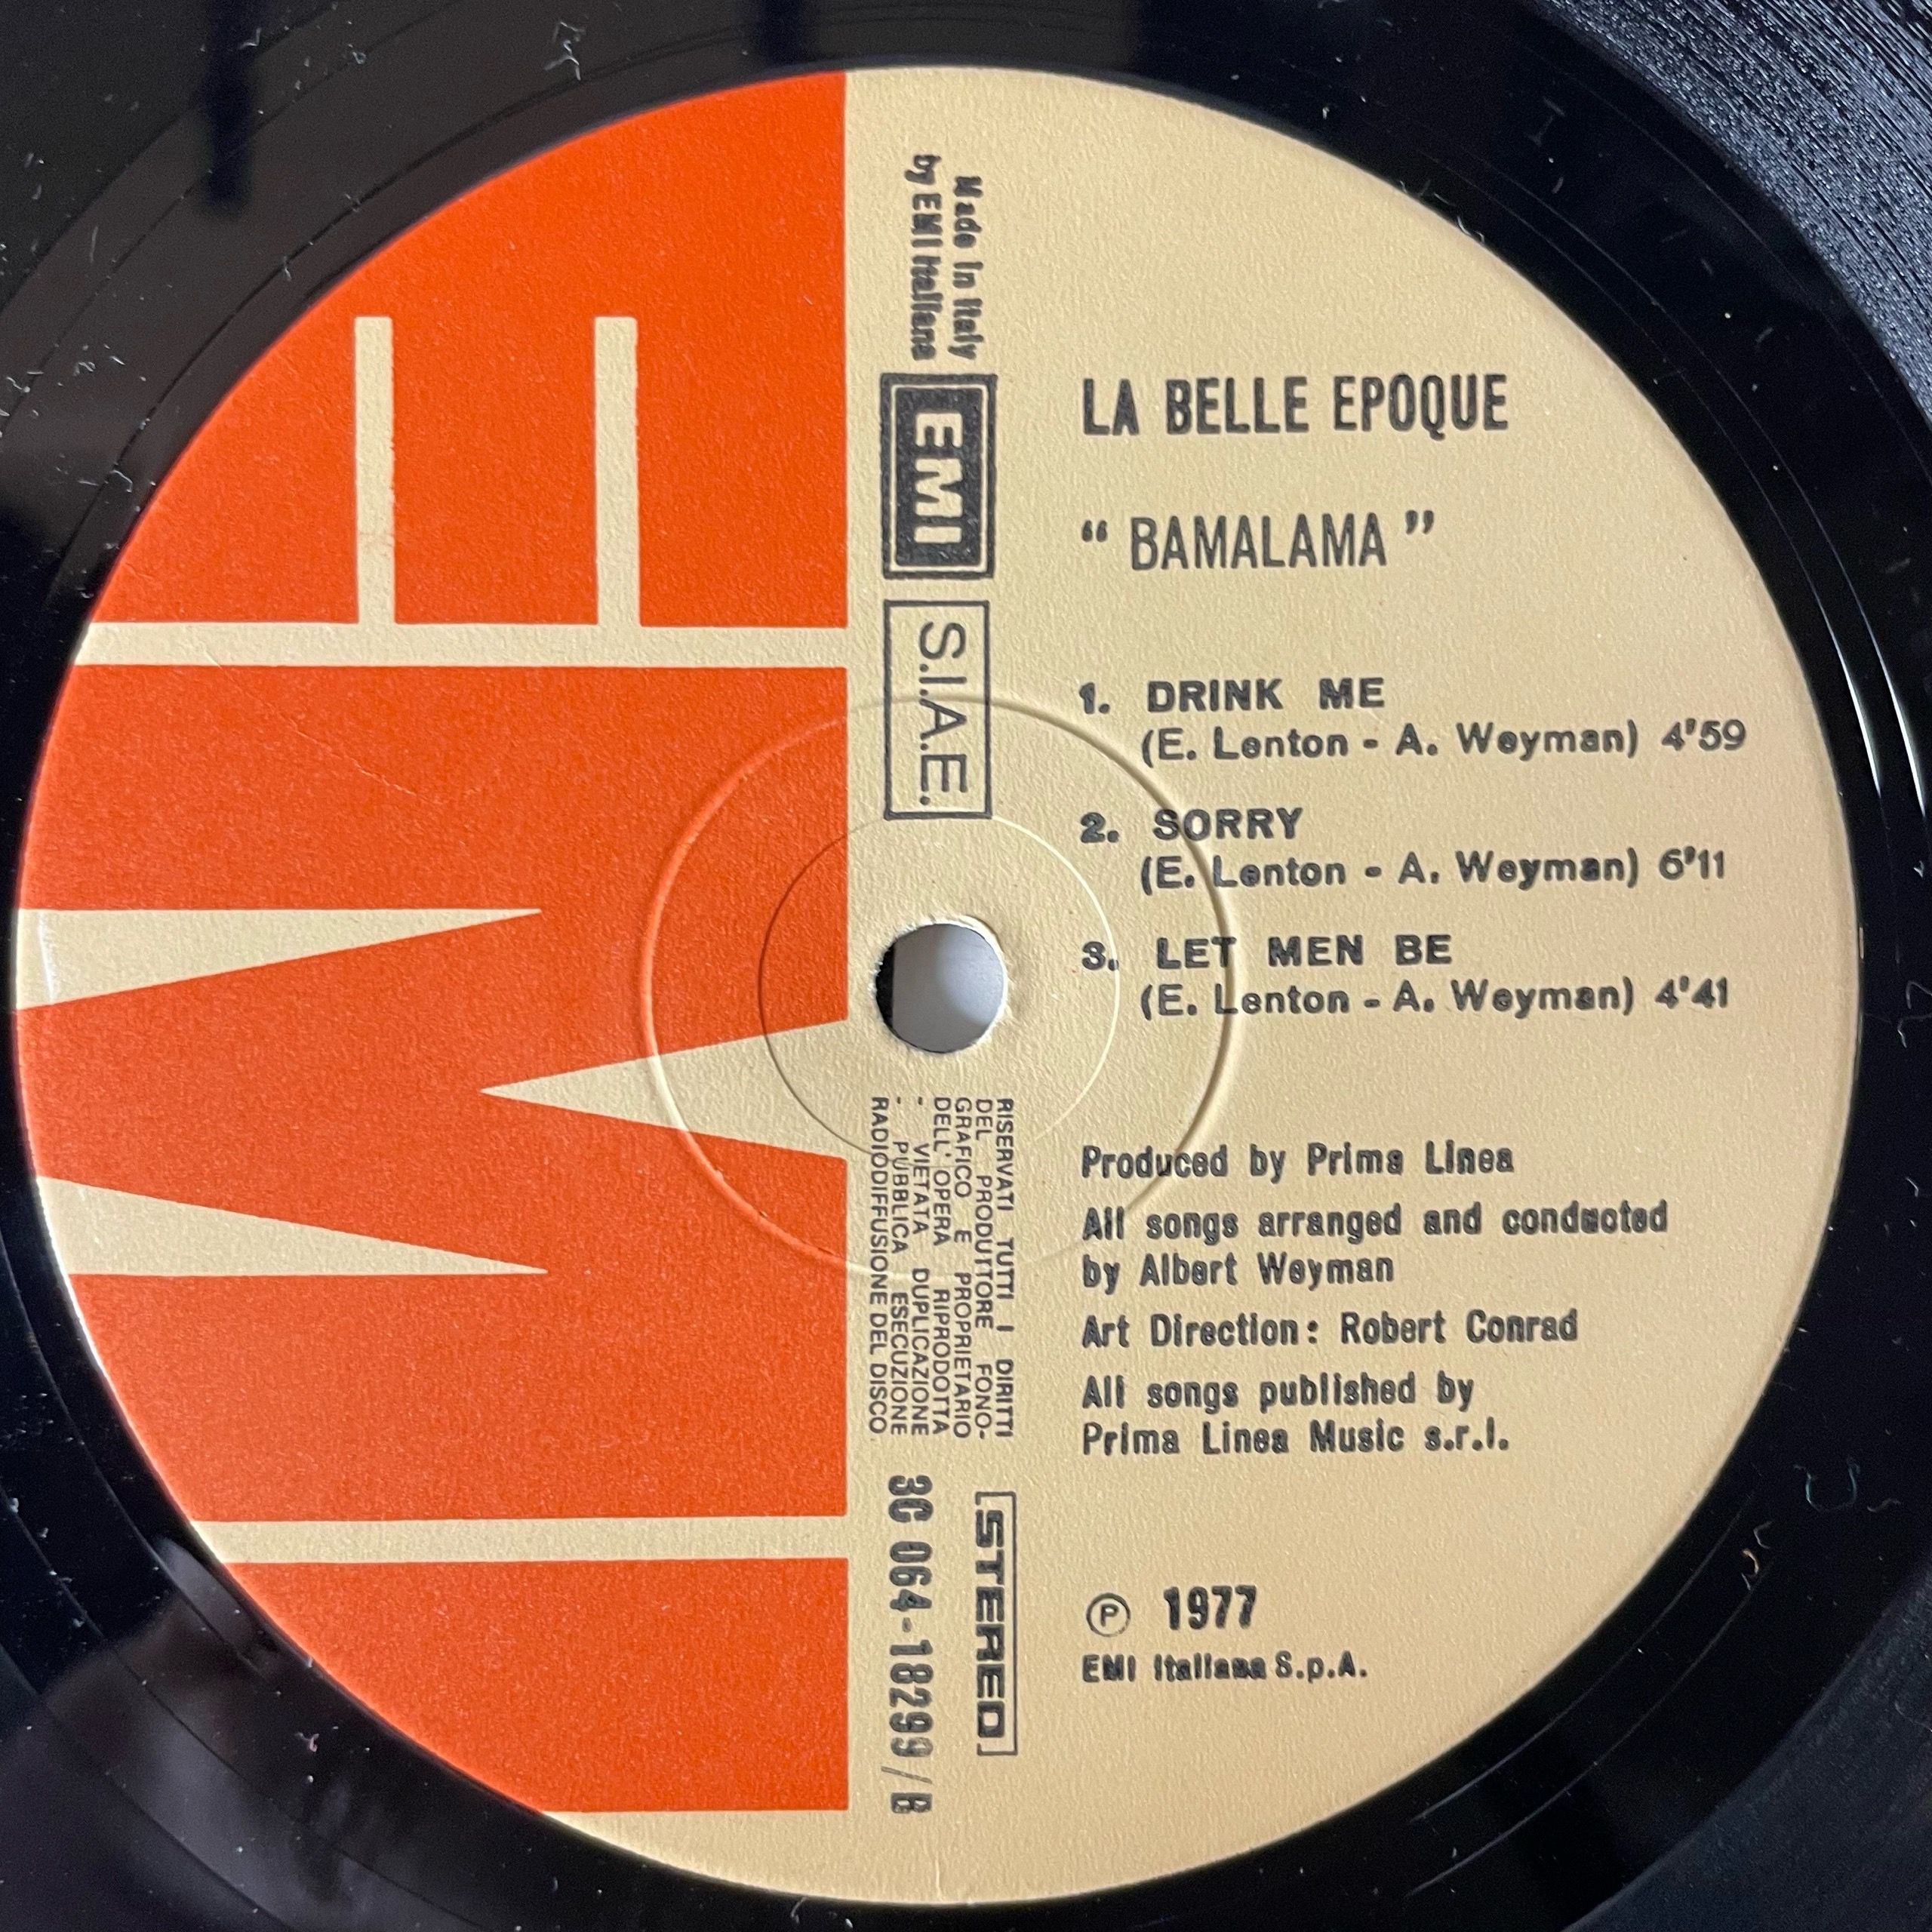 LA BELLE EPOQUE
“ BAMALAMA ”
1. DRINK ME
(E. Lenton - A. Weyman) 4'59
2. SORRY
(E. Lenton - A. Weyman) 6'11
3. LET MEN BE
(E. Lenton - A. Weyman) 4'41
Produced by Prima Linea
All songs arranged and conducted
by Albert Weyman
Art Direction: Robert Conrad
All songs published by
Prima Linea Music s.r.l.
℗ 1977
EMI Italiana S.p.A.
Made in Italy
by EMI Italiana
EMI
S.I.A.E.
RISERVATI TUTTI I DIRITTI
DEL PRODUTTORE FONO-
GRAFICO E PROPRIETARIO
DELL' OPERA RIPRODOTTA
- VIETATA DUPLICAZIONE
- PUBBLICA ESECUZIONE
RADIODIFFUSIONE DEL DISCO.
STEREO
3C 064-18299/B
EMI